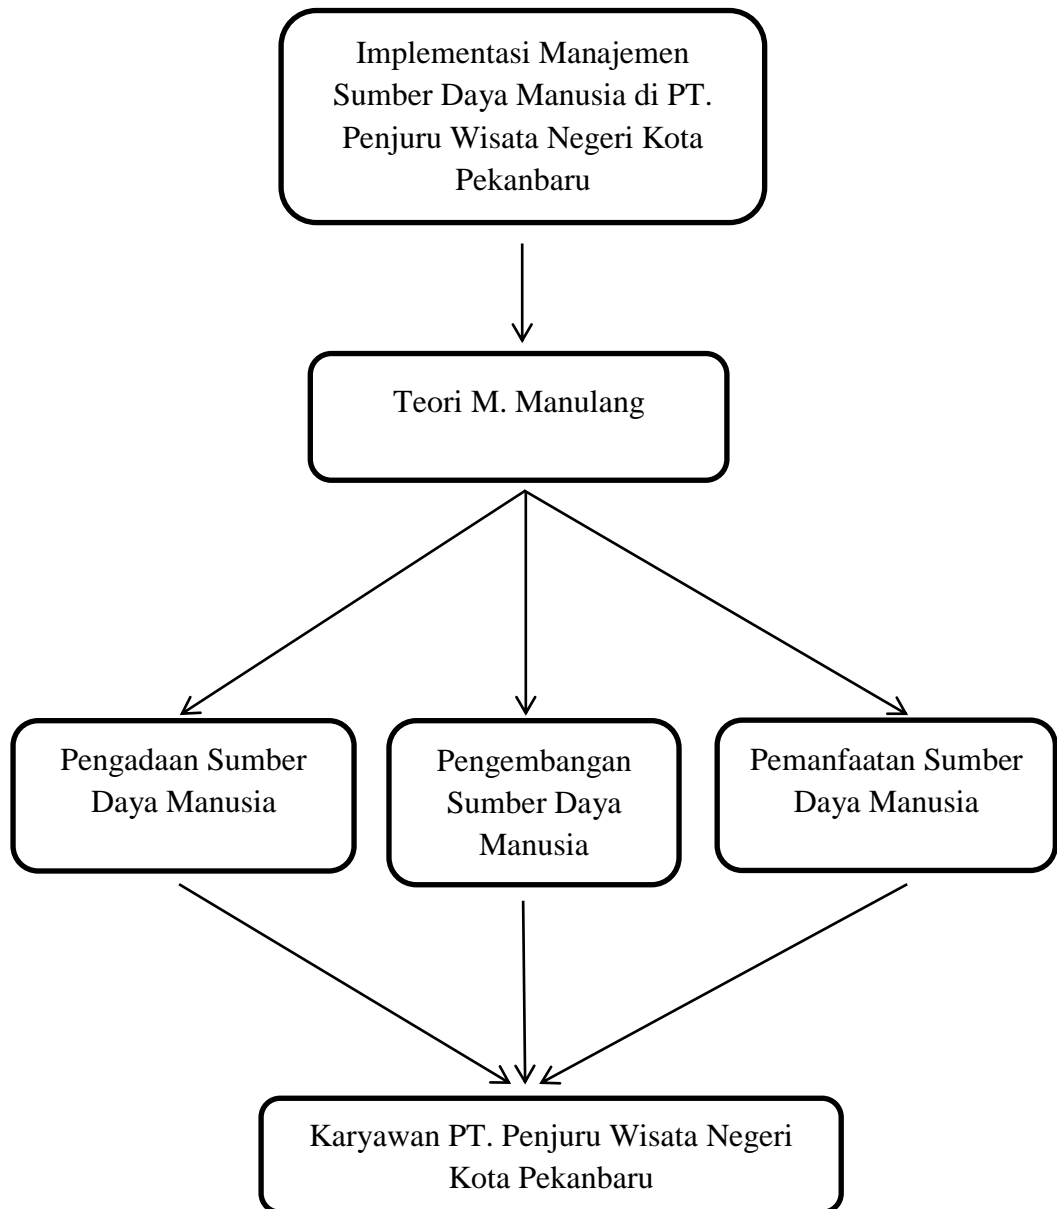 Implementasi Manajemen
Sumber Daya Manusia di PT.
Penjuru Wisata Negeri Kota
Pekanbaru
Teori M. Manulang
Pengadaan Sumber
Daya Manusia
Pengembangan
Sumber Daya
Manusia
Pemanfaatan Sumber
Daya Manusia
Karyawan PT. Penjuru Wisata Negeri
Kota Pekanbaru